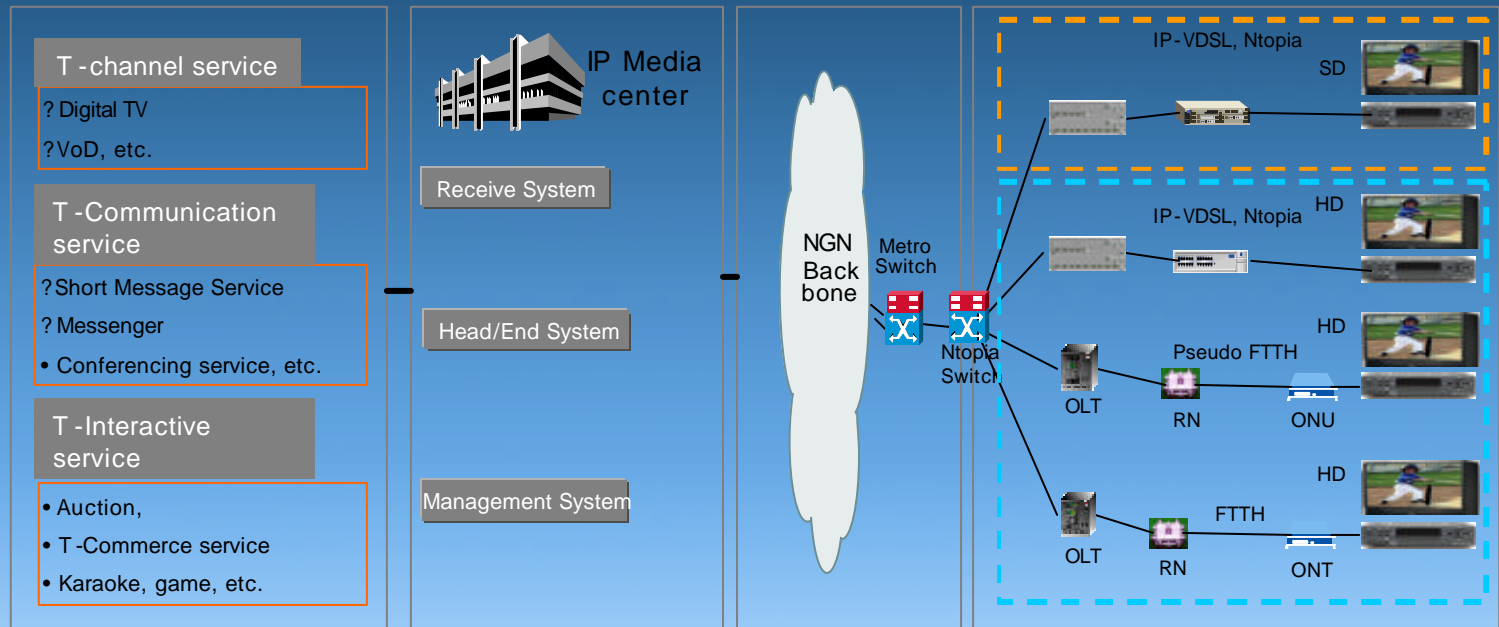 T-channel service
? Digital TV
? VoD, etc.
T-Communication
service
? Short Message Service
? Messenger
• Conferencing service, etc.
T-Interactive
service
• Auction,
• T-Commerce service
• Karaoke, game, etc.
IP Media
center
Receive System
Head/End System
Management System
NGN
Back
bone
Metro
Switch
Ntopia
Switch
IP-VDSL, Ntopia
SD
IP-VDSL, Ntopia
HD
Pseudo FTTH
HD
OLT
RN
ONU
FTTH
HD
OLT
RN
ONT